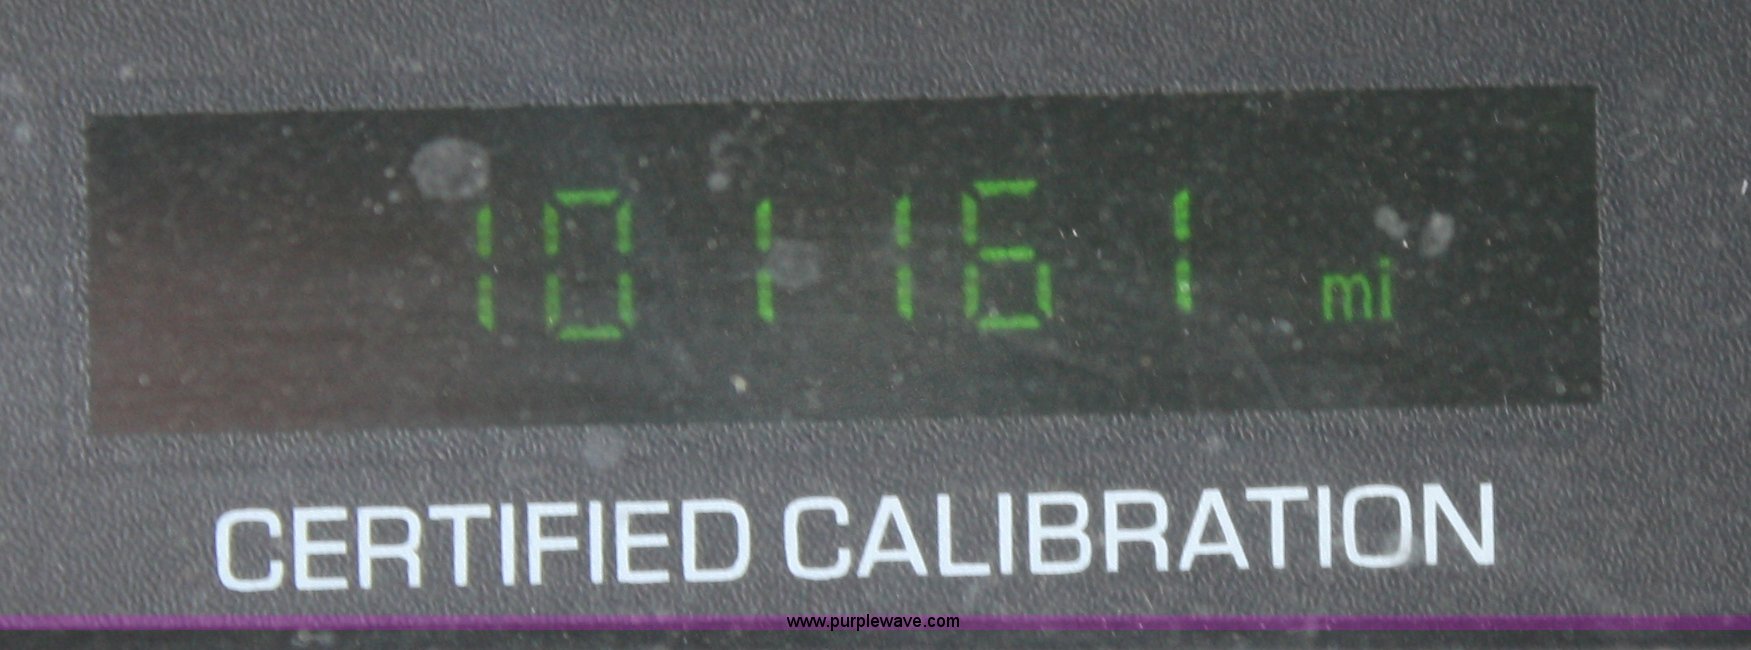 101161 mi
CERTIFIED CALIBRATION
www.purplewave.com